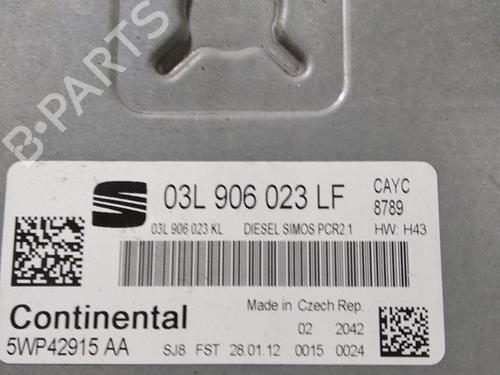 B-PARTS
03L 906 023 LF
CAYC
8789
03L 906 023 KL DIESEL SIMOS PCR2.1 HW: H43
Continental
Made in Czech Rep.
02 2042
5WP42915 AA SJ8 FST 28.01.12 0015 0024